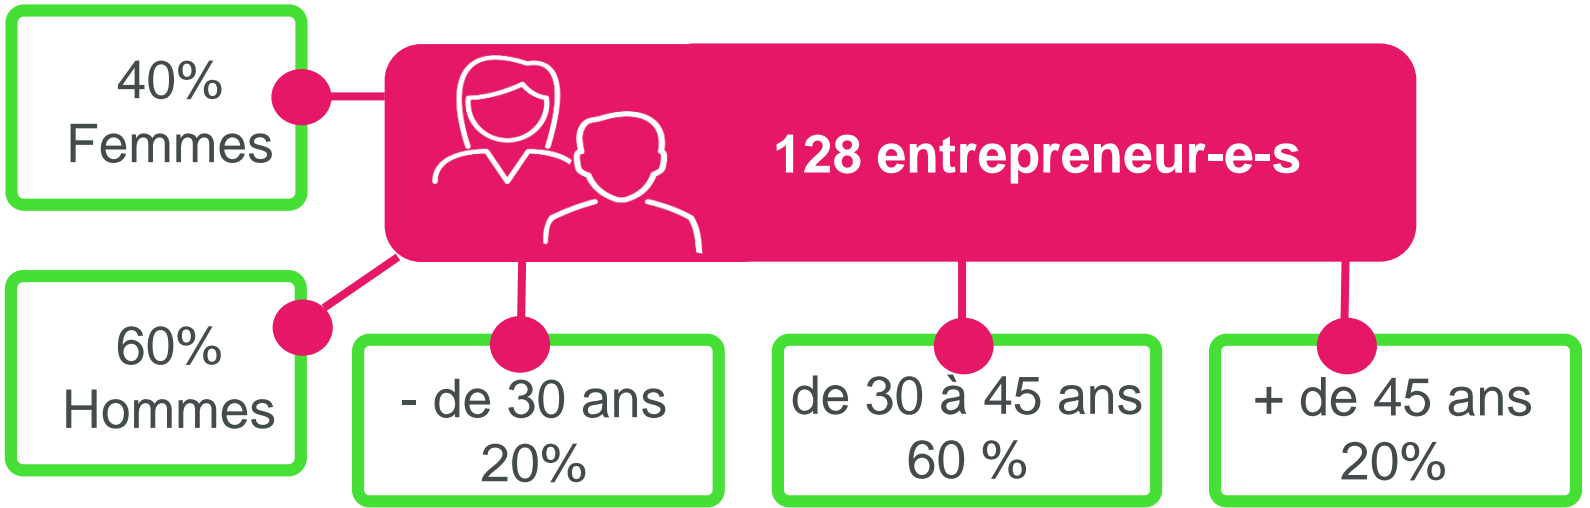 40%
Femmes
128 entrepreneur-e-s
60%
Hommes
- de 30 ans
20%
de 30 à 45 ans
60 %
+ de 45 ans
20%